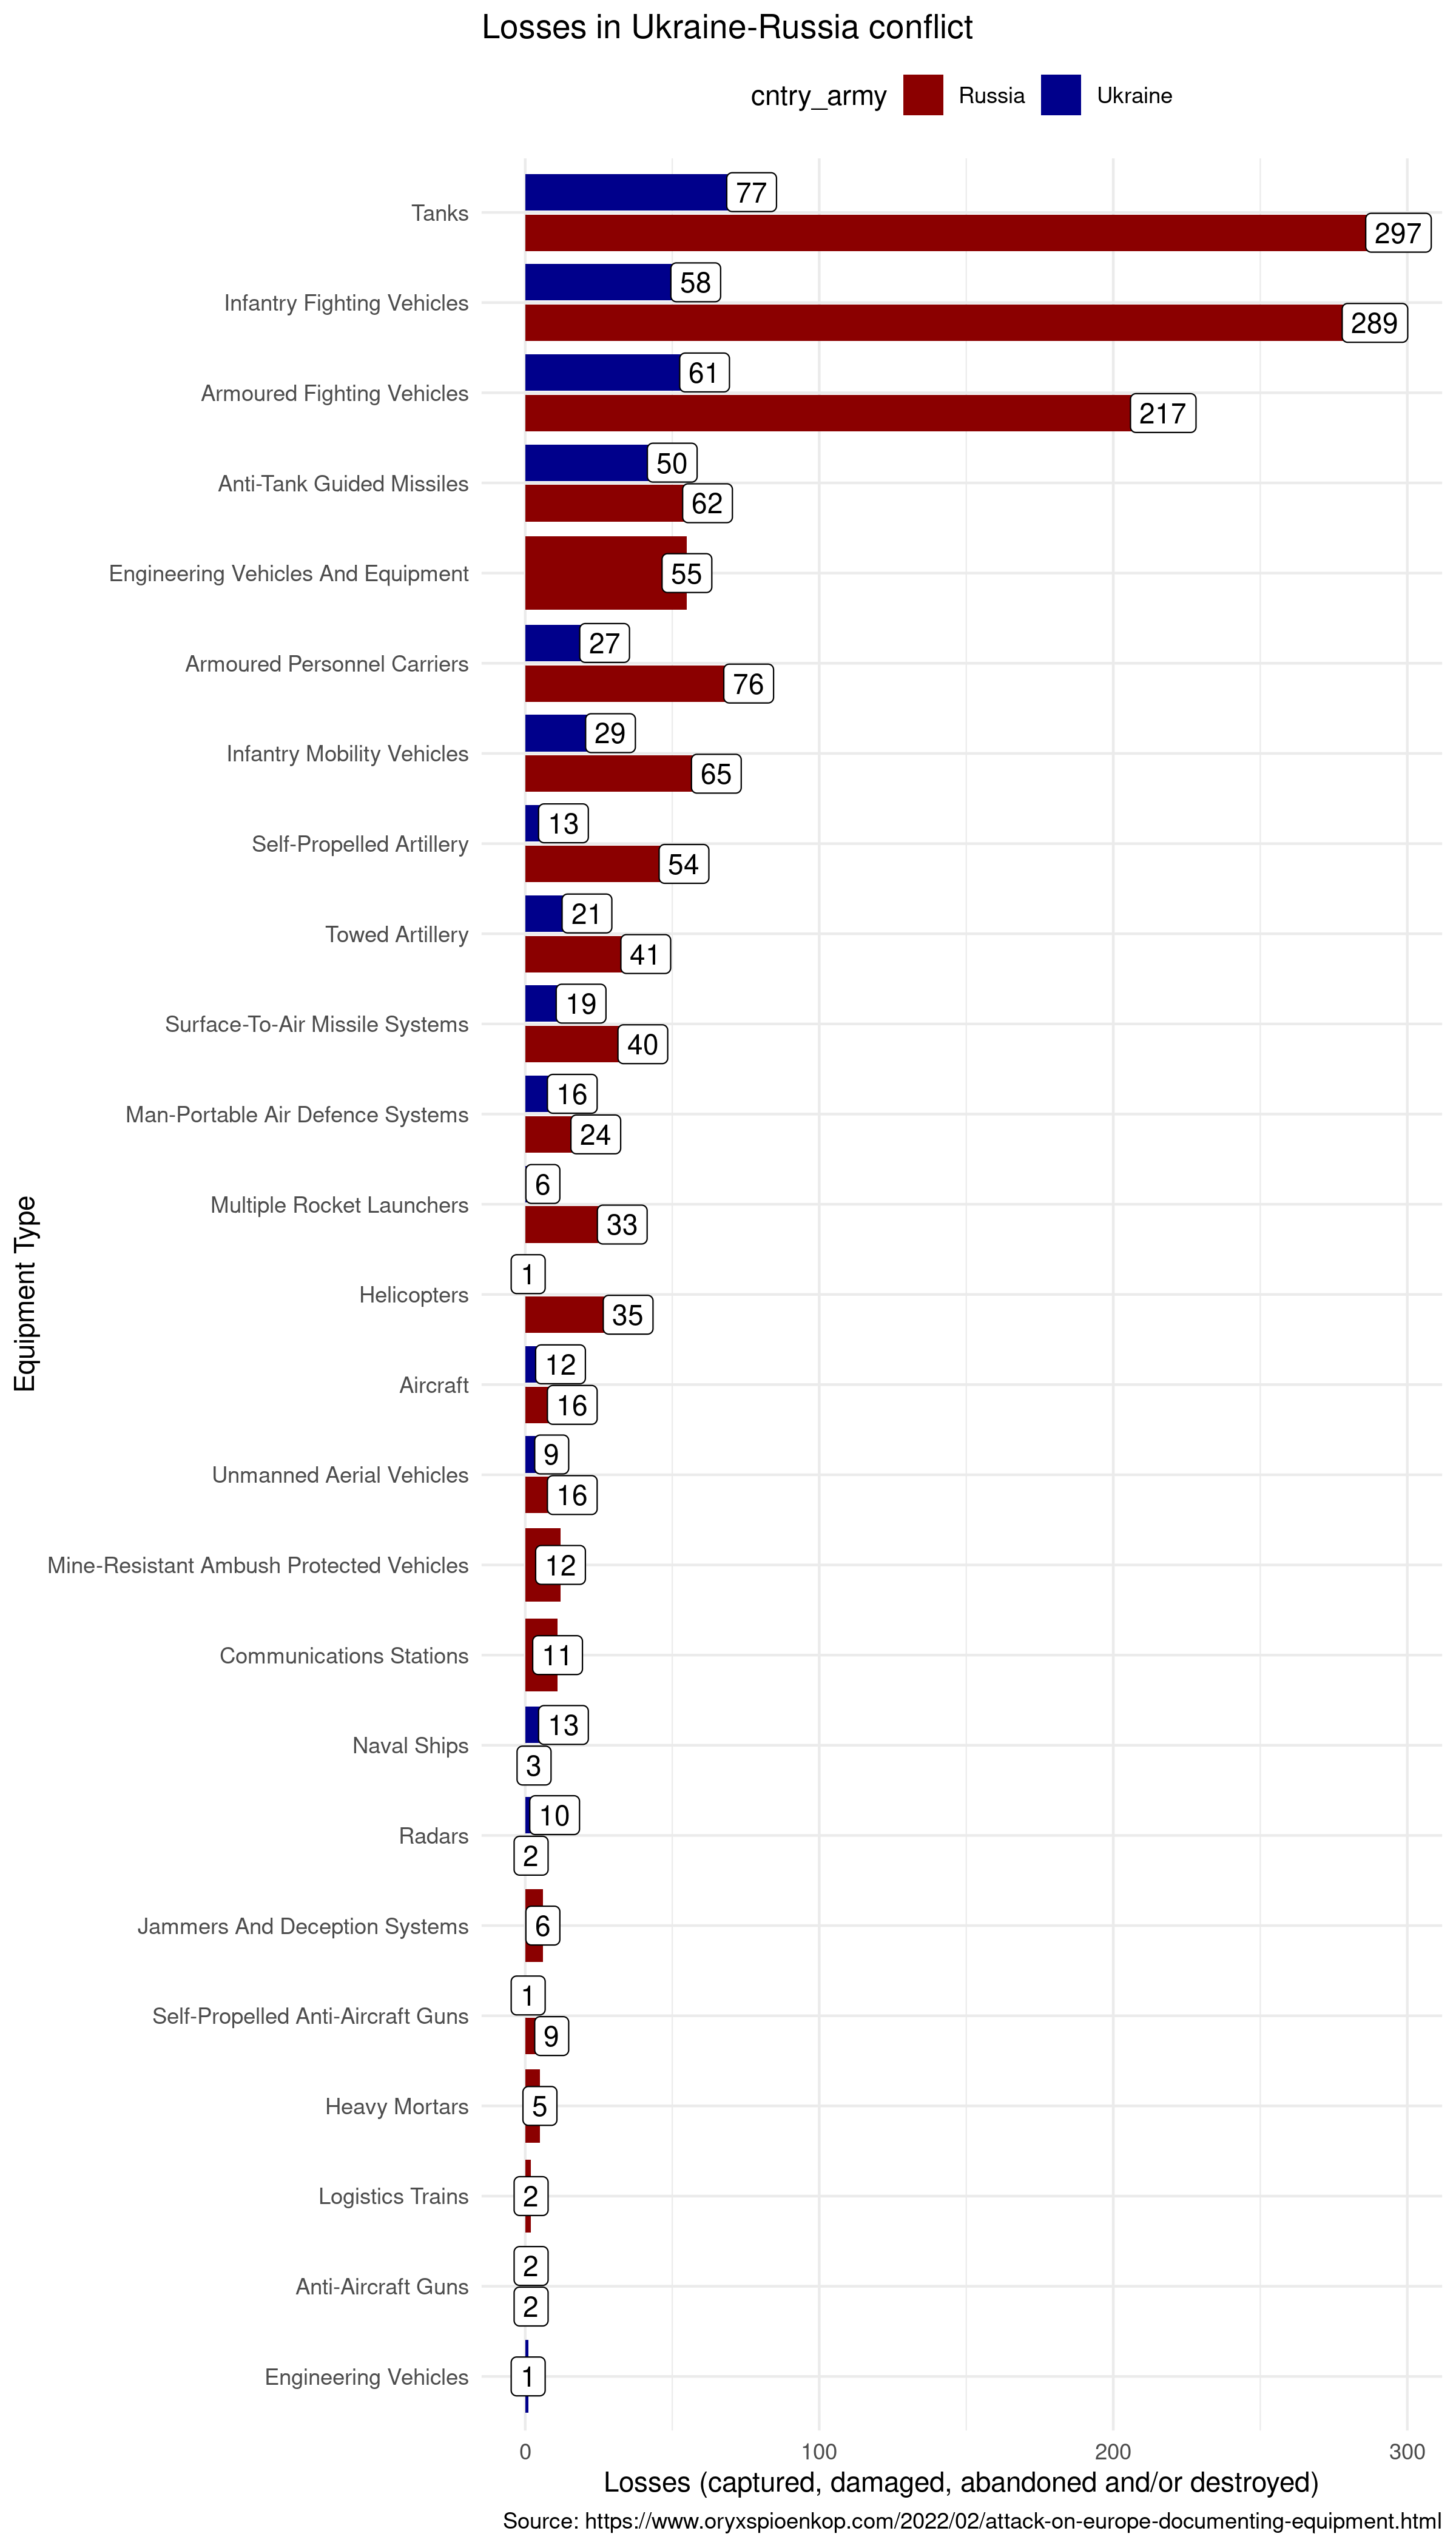 Losses in Ukraine-Russia conflict
cntry_army Russia Ukraine
Equipment Type
Tanks
77
297
Infantry Fighting Vehicles
58
289
Armoured Fighting Vehicles
61
217
Anti-Tank Guided Missiles
50
62
Engineering Vehicles And Equipment
55
Armoured Personnel Carriers
27
76
Infantry Mobility Vehicles
29
65
Self-Propelled Artillery
13
54
Towed Artillery
21
41
Surface-To-Air Missile Systems
19
40
Man-Portable Air Defence Systems
16
24
Multiple Rocket Launchers
6
33
Helicopters
1
35
Aircraft
12
16
Unmanned Aerial Vehicles
9
16
Mine-Resistant Ambush Protected Vehicles
12
Communications Stations
11
Naval Ships
13
3
Radars
10
2
Jammers And Deception Systems
6
Self-Propelled Anti-Aircraft Guns
1
9
Heavy Mortars
5
Logistics Trains
2
Anti-Aircraft Guns
2
2
Engineering Vehicles
1
0 100 200 300
Losses (captured, damaged, abandoned and/or destroyed)
Source: https://www.oryxspioenkop.com/2022/02/attack-on-europe-documenting-equipment.html